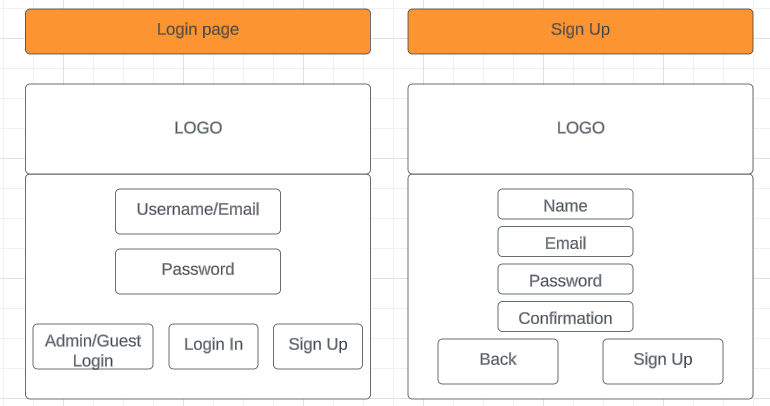 Login page
LOGO
Username/Email
Password
Admin/Guest
Login
Login In
Sign Up
Sign Up
LOGO
Name
Email
Password
Confirmation
Back
Sign Up